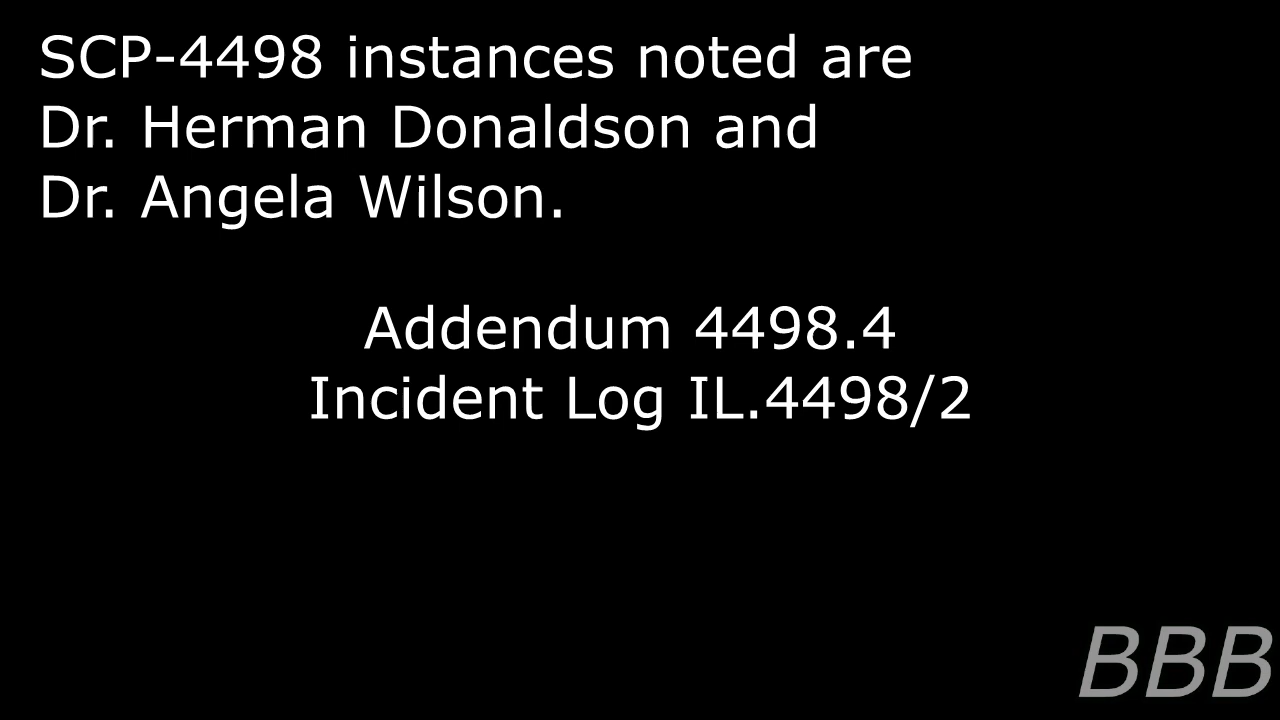 SCP-4498 instances noted are
Dr. Herman Donaldson and
Dr. Angela Wilson.
Addendum 4498.4
Incident Log IL.4498/2
BBB